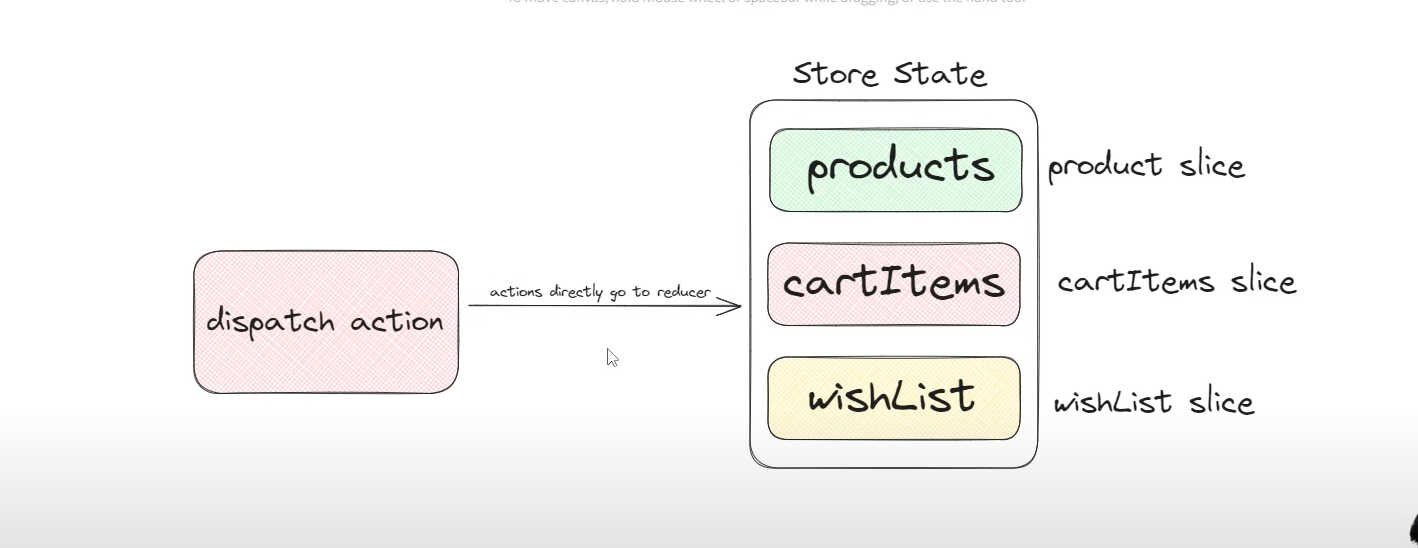 To move canvas, hold mouse wheel or spacebar while dragging, or use the hand tool
Store State
products
product slice
actions directly go to reducer
cartItems
cartItems slice
dispatch action
wishList
wishList slice